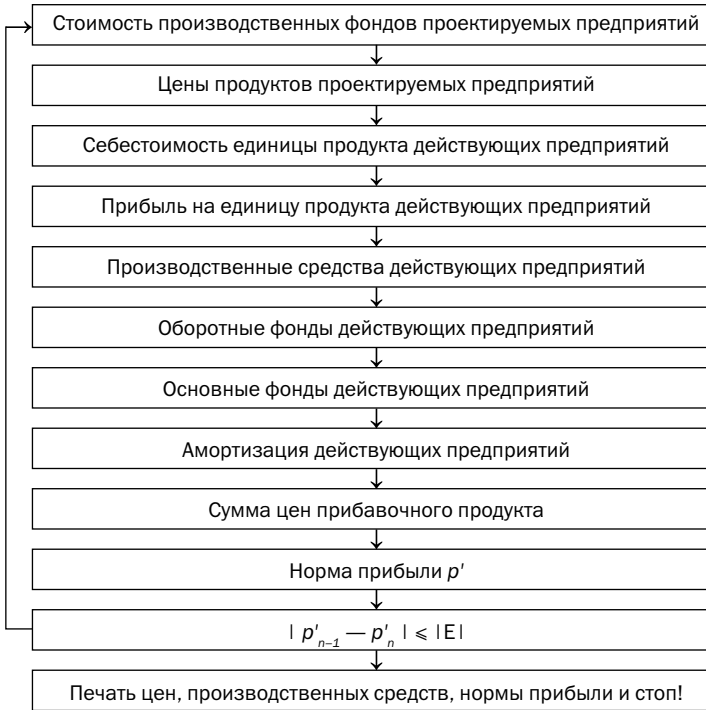 Стоимость производственных фондов проектируемых предприятий
Цены продуктов проектируемых предприятий
Себестоимость единицы продукта действующих предприятий
Прибыль на единицу продукта действующих предприятий
Производственные средства действующих предприятий
Оборотные фонды действующих предприятий
Основные фонды действующих предприятий
Амортизация действующих предприятий
Сумма цен прибавочного продукта
Норма прибыли p'
| p'ₙ₋₁ — p'ₙ | ⩽ |E|
Печать цен, производственных средств, нормы прибыли и стоп!